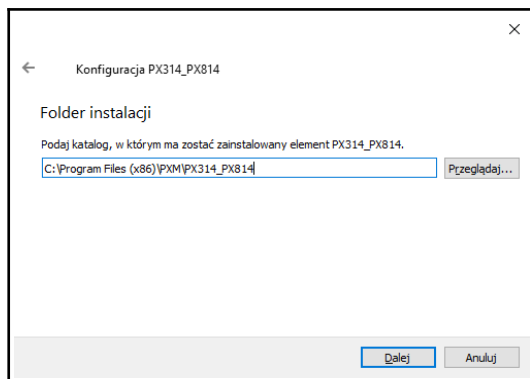 Konfiguracja PX314_PX814
Folder instalacji
Podaj katalog, w którym ma zostać zainstalowany element PX314_PX814.
C:\Program Files (x86)\PXM\PX314_PX814
Przeglądaj...
Dalej
Anuluj